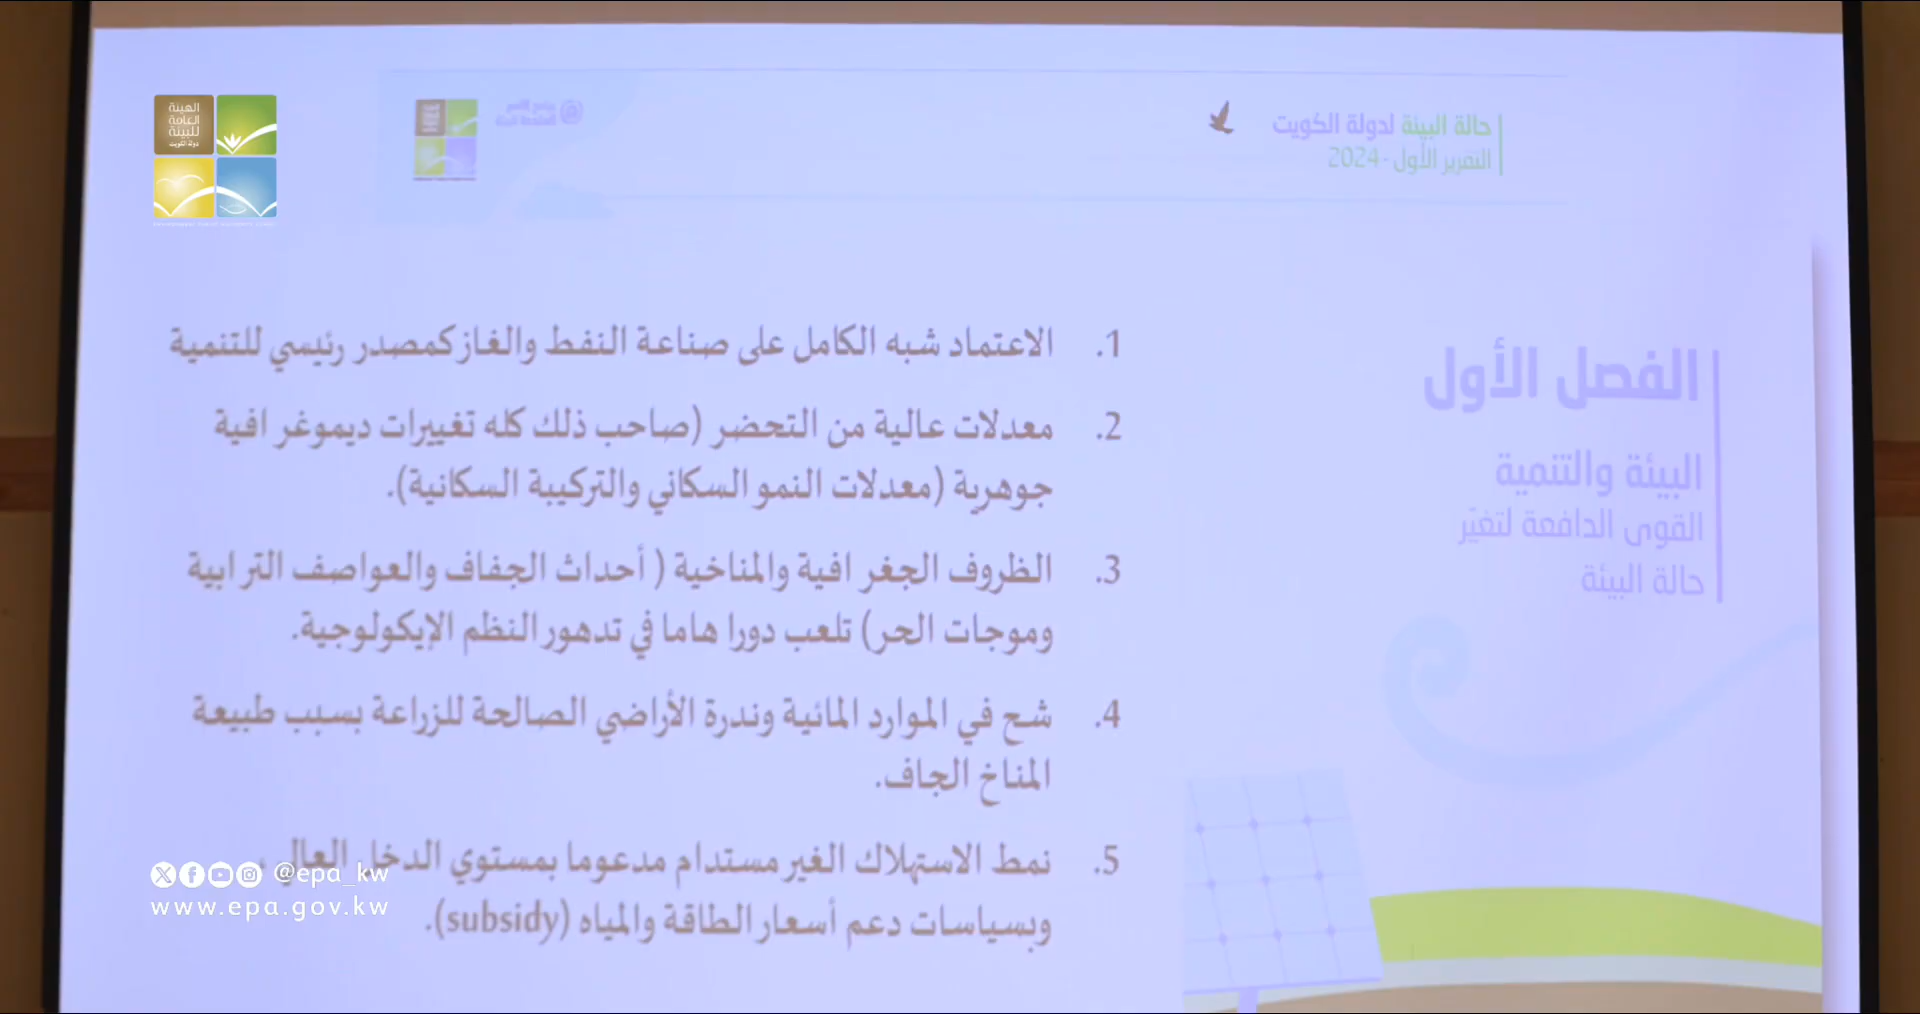 الهيئة
العامة
للبيئة
دولة الكويت
حالة البيئة لدولة الكويت
التقرير الأول - 2024
الفصل الأول
البيئة والتنمية
القوى الدافعة لتغيّر
حالة البيئة
1. الاعتماد شبه الكامل على صناعة النفط والغاز كمصدر رئيسي للتنمية
2. معدلات عالية من التحضر (صاحب ذلك كله تغييرات ديموغرافية
جوهرية (معدلات النمو السكاني والتركيبة السكانية).
3. الظروف الجغرافية والمناخية ( أحداث الجفاف والعواصف الترابية
وموجات الحر) تلعب دورا هاما في تدهور النظم الإيكولوجية.
4. شح في الموارد المائية وندرة الأراضي الصالحة للزراعة بسبب طبيعة
المناخ الجاف.
5. نمط الاستهلاك الغير مستدام مدعوما بمستوي الدخل العالي
وبسياسات دعم أسعار الطاقة والمياه (subsidy).
@epa_kw
www.epa.gov.kw